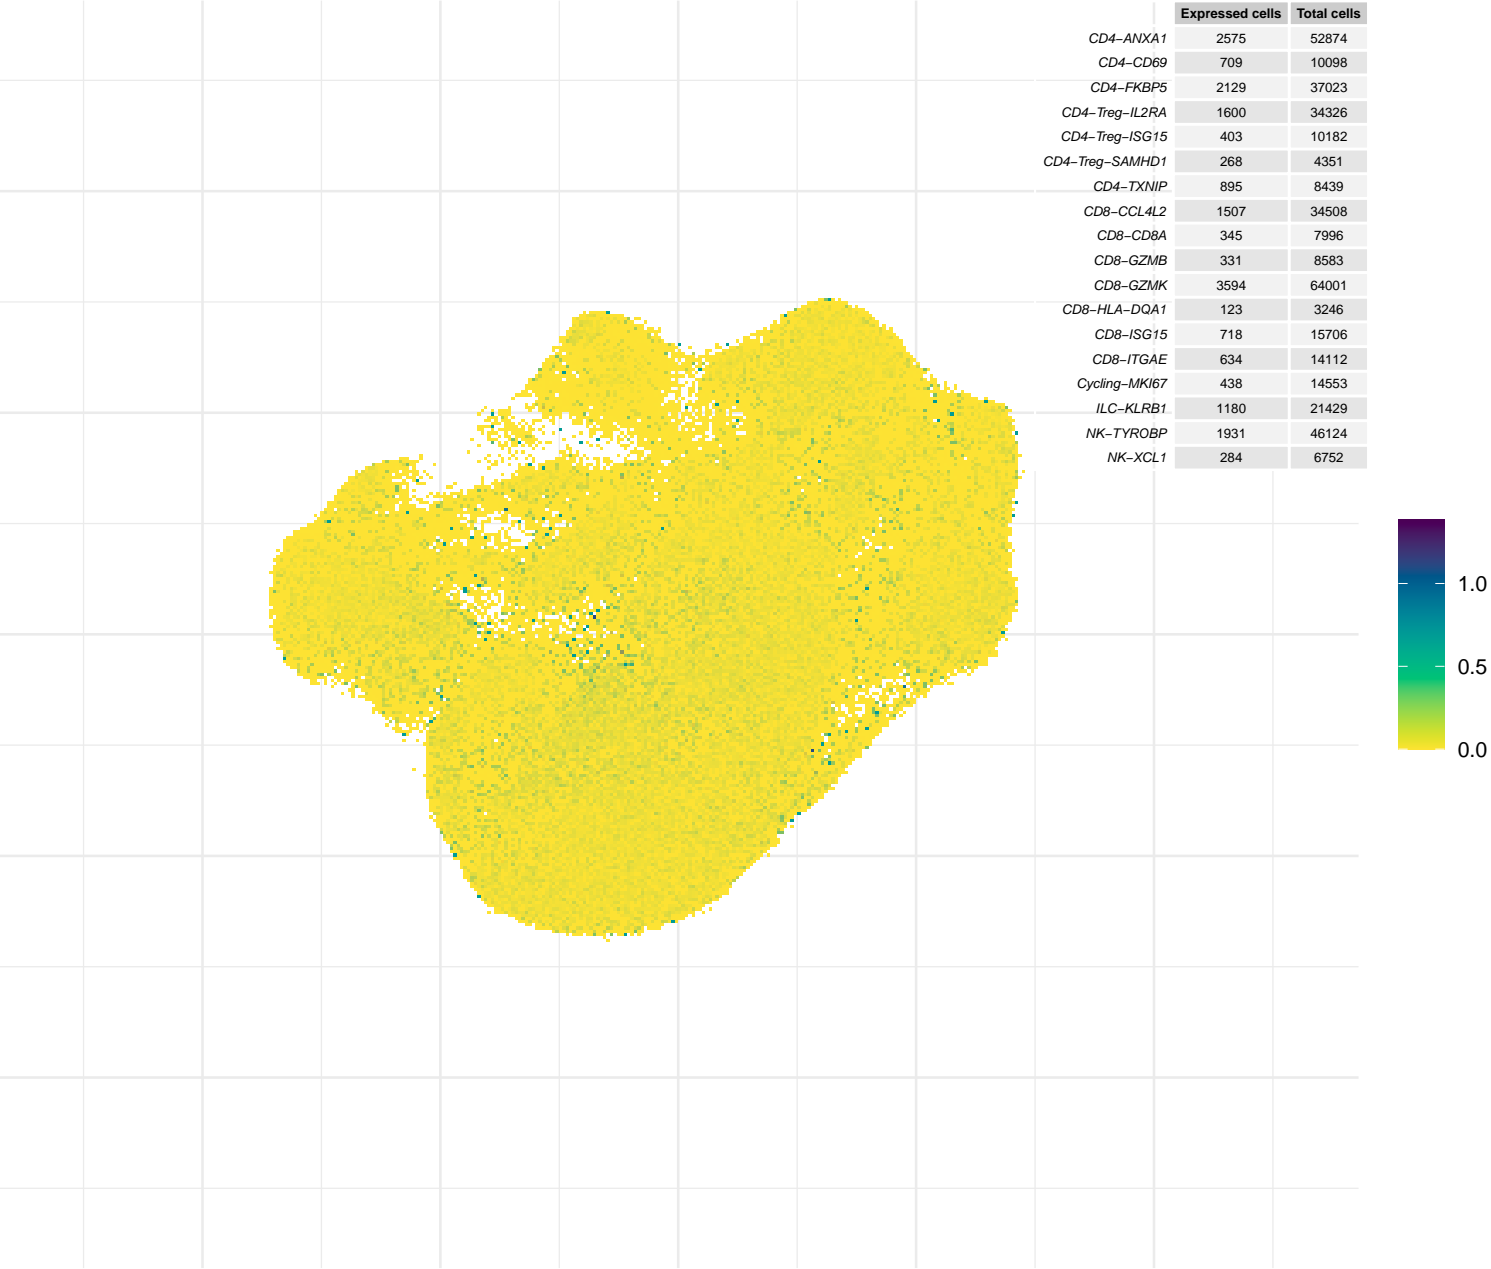 Expressed cells Total cells
CD4−ANXA1 2575 52874
CD4−CD69 709 10098
CD4−FKBP5 2129 37023
CD4−Treg−IL2RA 1600 34326
CD4−Treg−ISG15 403 10182
CD4−Treg−SAMHD1 268 4351
CD4−TXNIP 895 8439
CD8−CCL4L2 1507 34508
CD8−CD8A 345 7996
CD8−GZMB 331 8583
CD8−GZMK 3594 64001
CD8−HLA−DQA1 123 3246
CD8−ISG15 718 15706
CD8−ITGAE 634 14112
Cycling−MKI67 438 14553
ILC−KLRB1 1180 21429
NK−TYROBP 1931 46124
NK−XCL1 284 6752
1.0
0.5
0.0